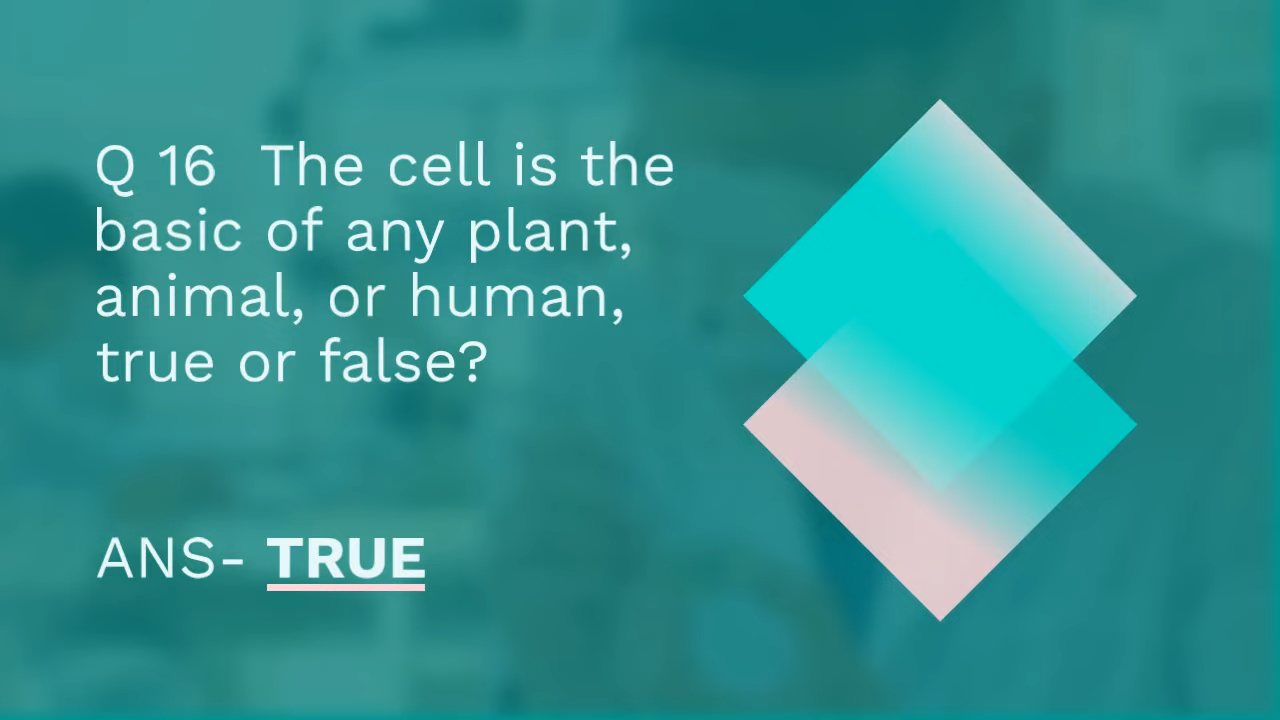 Q 16 The cell is the
basic of any plant,
animal, or human,
true or false?
ANS- TRUE